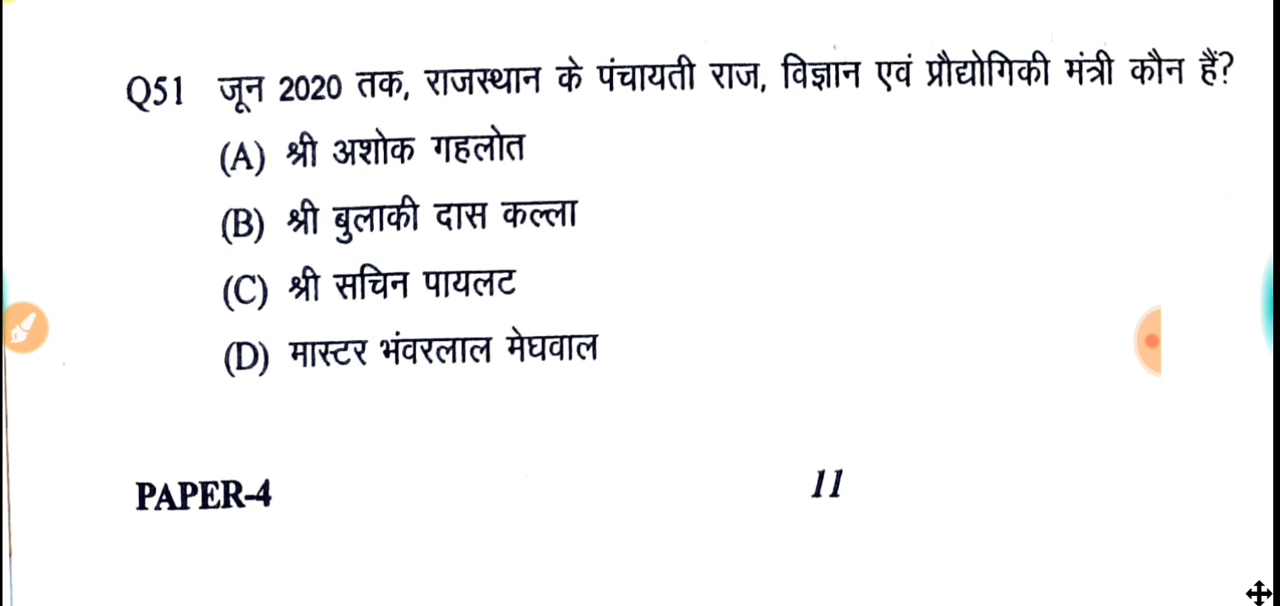 Q51 जून 2020 तक, राजस्थान के पंचायती राज, विज्ञान एवं प्रौद्योगिकी मंत्री कौन हैं?
(A) श्री अशोक गहलोत
(B) श्री बुलाकी दास कल्ला
(C) श्री सचिन पायलट
(D) मास्टर भंवरलाल मेघवाल
PAPER-4 11